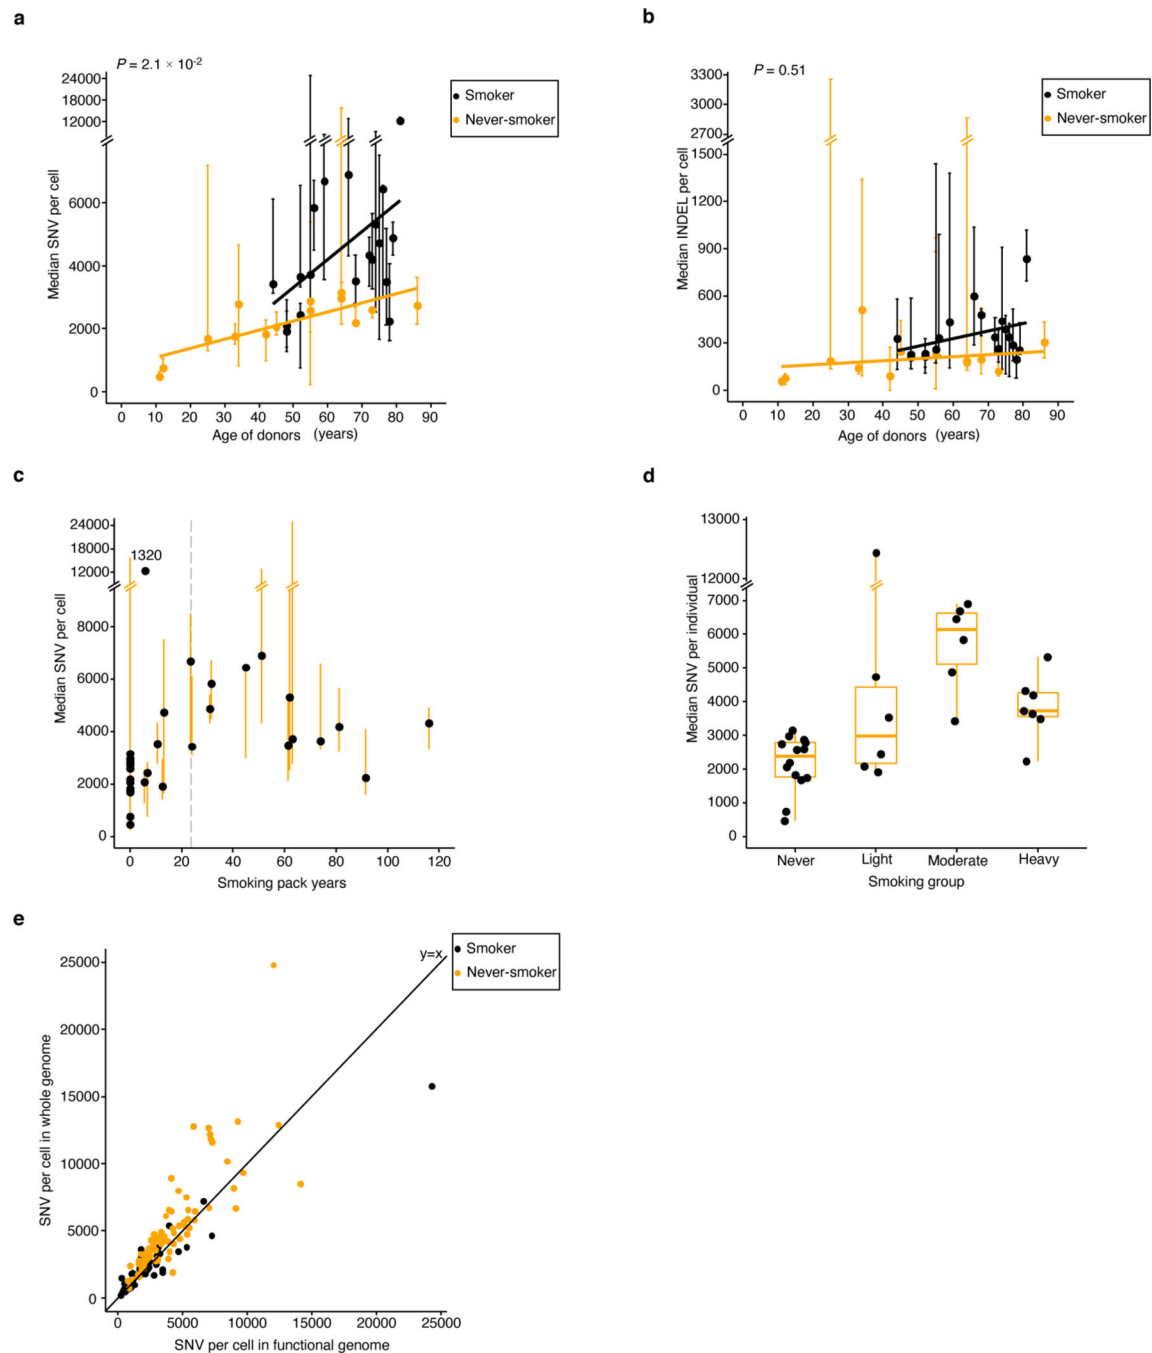 a
P = 2.1 × 10-2
24000
18000
12000
6000
4000
2000
0
Median SNV per cell
0 10 20 30 40 50 60 70 80 90
Age of donors (years)
Smoker
Never-smoker
b
P = 0.51
3300
3000
2700
1500
1200
900
600
300
0
Median INDEL per cell
0 10 20 30 40 50 60 70 80 90
Age of donors (years)
Smoker
Never-smoker
c
24000
18000
12000
8000
6000
4000
2000
0
1320
Median SNV per cell
0 20 40 60 80 100 120
Smoking pack years
d
13000
12000
7000
6000
5000
4000
3000
2000
1000
0
Median SNV per individual
Never Light Moderate Heavy
Smoking group
e
y=x
Smoker
Never-smoker
25000
20000
15000
10000
5000
0
SNV per cell in whole genome
0 5000 10000 15000 20000 25000
SNV per cell in functional genome